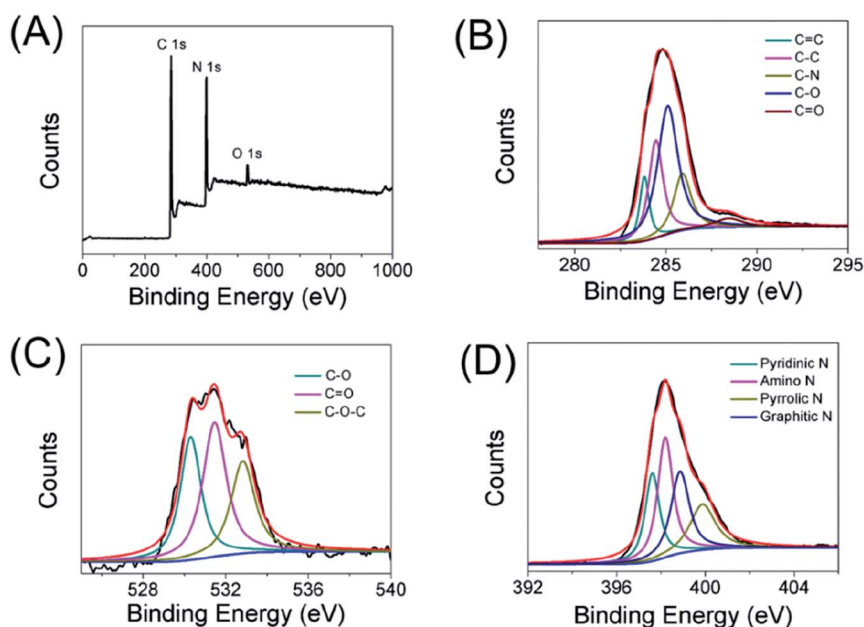 (A)
C 1s
N 1s
O 1s
Counts
0 200 400 600 800 1000
Binding Energy (eV)
(B)
C=C
C-C
C-N
C-O
C=O
Counts
280 285 290 295
Binding Energy (eV)
(C)
C-O
C=O
C-O-C
Counts
528 532 536 540
Binding Energy (eV)
(D)
Pyridinic N
Amino N
Pyrrolic N
Graphitic N
Counts
392 396 400 404
Binding Energy (eV)